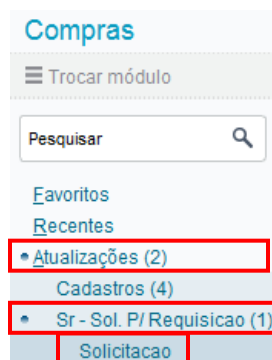 Compras
Trocar módulo
Pesquisar
Favoritos
Recentes
Atualizações (2)
Cadastros (4)
Sr - Sol. P/ Requisicao (1)
Solicitacao